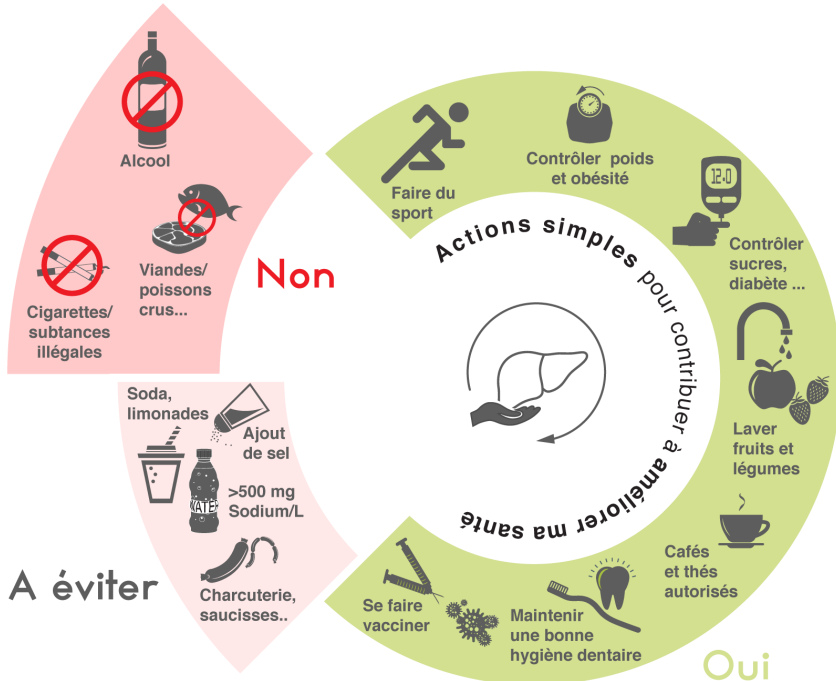 Alcool
Viandes/
poissons
crus...
Cigarettes/
subtances
illégales
Non
Soda,
limonades
Ajout
de sel
WATER
>500 mg
Sodium/L
Charcuterie,
saucisses..
A éviter
Actions simples pour contribuer à améliorer ma santé
Faire du
sport
Contrôler poids
et obésité
12.0
Contrôler
sucres,
diabète ...
Laver
fruits et
légumes
Cafés
et thés
autorisés
Maintenir
une bonne
hygiène dentaire
Se faire
vacciner
Oui